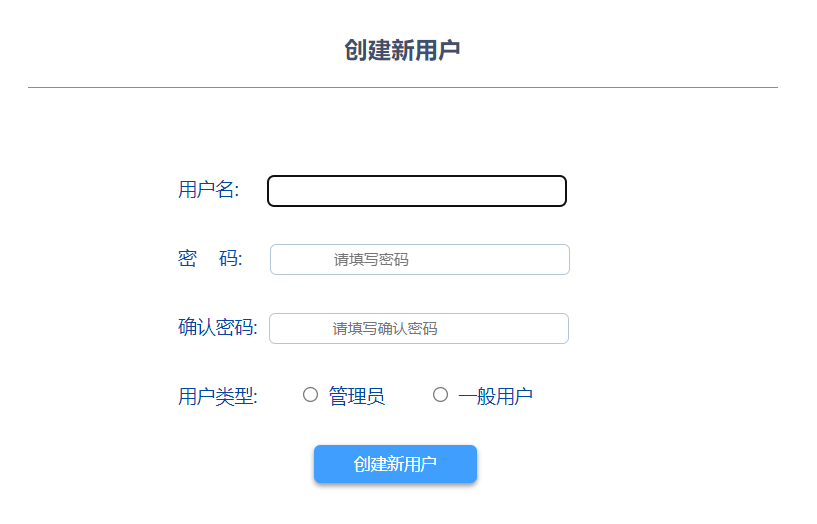 创建新用户
用户名:
密 码: 请填写密码
确认密码: 请填写确认密码
用户类型: 管理员 一般用户
创建新用户